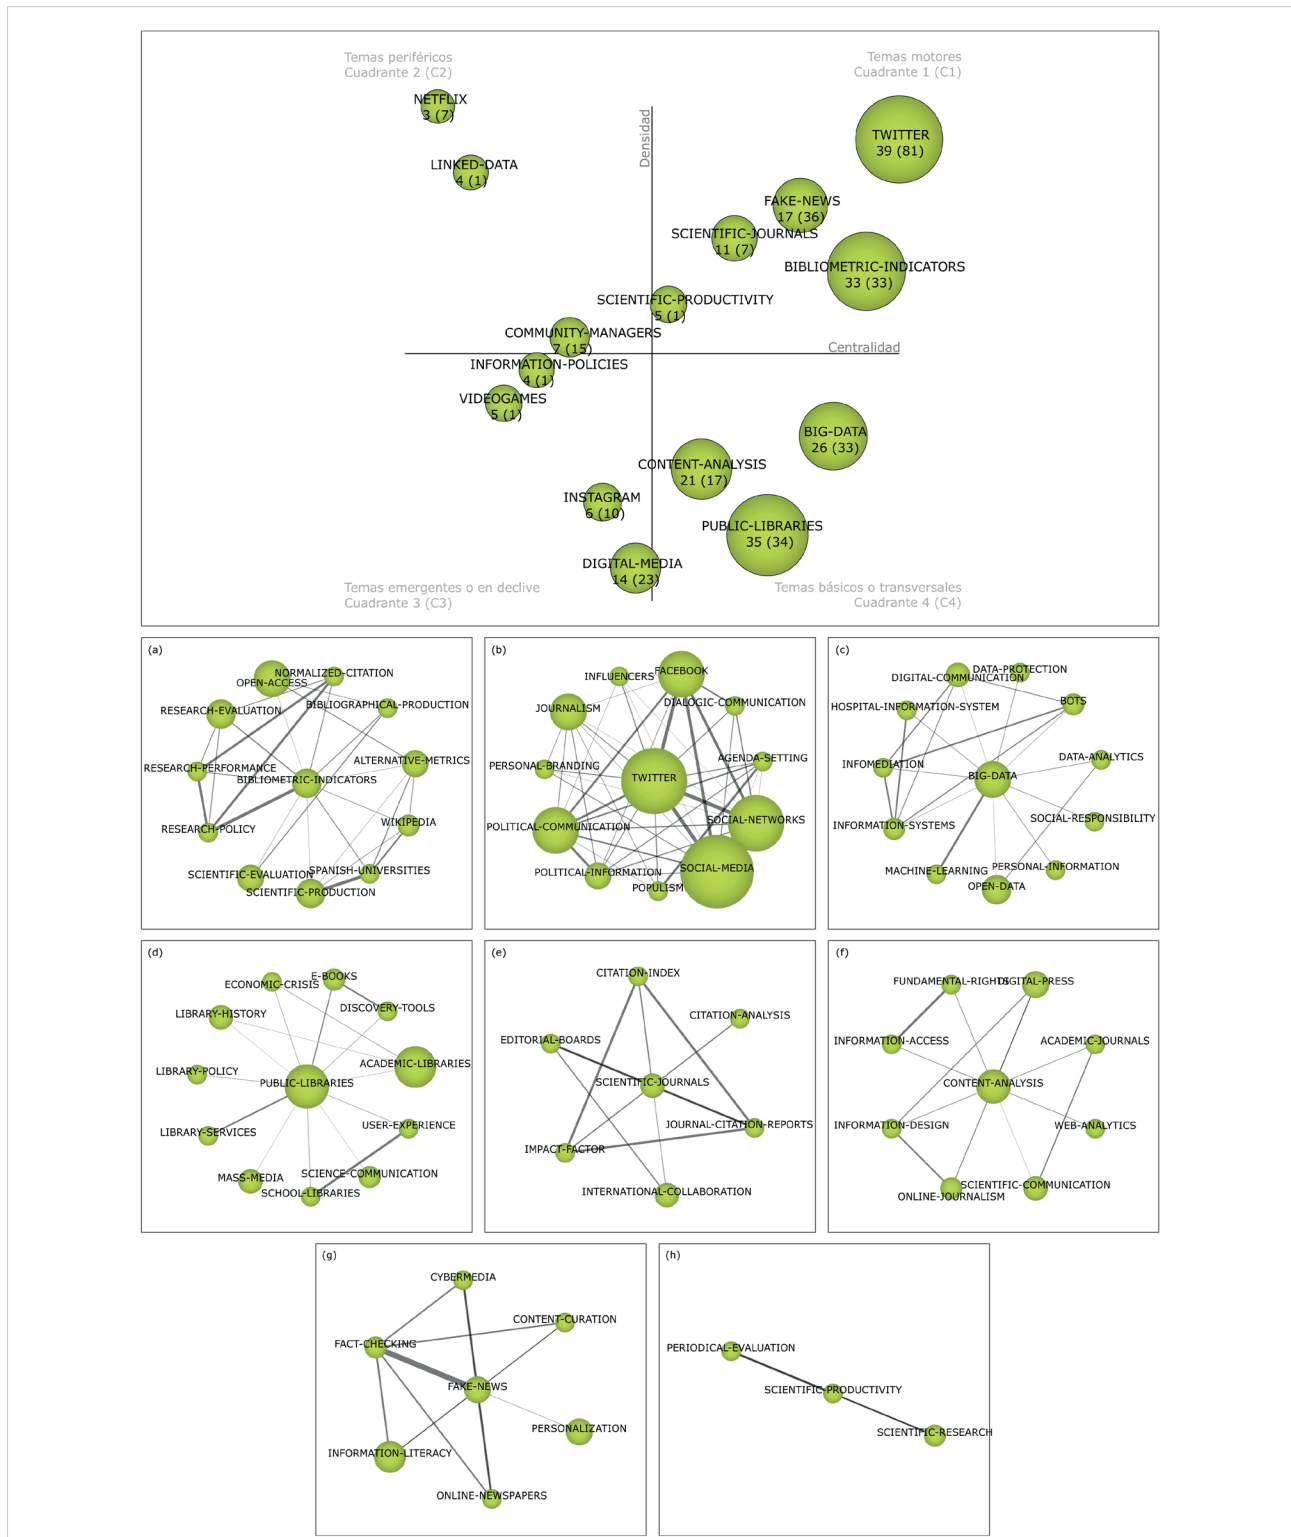 Temas periféricos
Cuadrante 2 (C2)
Temas motores
Cuadrante 1 (C1)
NETFLIX
3 (7)
Densidad
TWITTER
39 (81)
LINKED-DATA
4 (1)
FAKE-NEWS
17 (36)
SCIENTIFIC-JOURNALS
11 (7)
BIBLIOMETRIC-INDICATORS
33 (33)
SCIENTIFIC-PRODUCTIVITY
5 (1)
COMMUNITY-MANAGERS
7 (15)
Centralidad
INFORMATION-POLICIES
4 (1)
VIDEOGAMES
5 (1)
BIG-DATA
26 (33)
CONTENT-ANALYSIS
21 (17)
INSTAGRAM
6 (10)
PUBLIC-LIBRARIES
35 (34)
DIGITAL-MEDIA
14 (23)
Temas emergentes o en declive
Cuadrante 3 (C3)
Temas básicos o transversales
Cuadrante 4 (C4)
(a)
NORMALIZED-CITATION
OPEN-ACCESS
BIBLIOGRAPHICAL-PRODUCTION
RESEARCH-EVALUATION
ALTERNATIVE-METRICS
RESEARCH-PERFORMANCE
BIBLIOMETRIC-INDICATORS
WIKIPEDIA
RESEARCH-POLICY
SPANISH-UNIVERSITIES
SCIENTIFIC-EVALUATION
SCIENTIFIC-PRODUCTION
(b)
FACEBOOK
INFLUENCERS
DIALOGIC-COMMUNICATION
JOURNALISM
AGENDA-SETTING
PERSONAL-BRANDING
TWITTER
SOCIAL-NETWORKS
POLITICAL-COMMUNICATION
SOCIAL-MEDIA
POLITICAL-INFORMATION
POPULISM
(c)
DATA-PROTECTION
DIGITAL-COMMUNICATION
BOTS
HOSPITAL-INFORMATION-SYSTEM
DATA-ANALYTICS
INFOMEDIATION
BIG-DATA
SOCIAL-RESPONSIBILITY
INFORMATION-SYSTEMS
PERSONAL-INFORMATION
MACHINE-LEARNING
OPEN-DATA
(d)
E-BOOKS
ECONOMIC-CRISIS
DISCOVERY-TOOLS
LIBRARY-HISTORY
ACADEMIC-LIBRARIES
LIBRARY-POLICY
PUBLIC-LIBRARIES
USER-EXPERIENCE
LIBRARY-SERVICES
SCIENCE-COMMUNICATION
MASS-MEDIA
SCHOOL-LIBRARIES
(e)
CITATION-INDEX
CITATION-ANALYSIS
EDITORIAL-BOARDS
SCIENTIFIC-JOURNALS
JOURNAL-CITATION-REPORTS
IMPACT-FACTOR
INTERNATIONAL-COLLABORATION
(f)
FUNDAMENTAL-RIGHTS
DIGITAL-PRESS
INFORMATION-ACCESS
ACADEMIC-JOURNALS
CONTENT-ANALYSIS
INFORMATION-DESIGN
WEB-ANALYTICS
SCIENTIFIC-COMMUNICATION
ONLINE-JOURNALISM
(g)
CYBERMEDIA
CONTENT-CURATION
FACT-CHECKING
FAKE-NEWS
PERSONALIZATION
INFORMATION-LITERACY
ONLINE-NEWSPAPERS
(h)
PERIODICAL-EVALUATION
SCIENTIFIC-PRODUCTIVITY
SCIENTIFIC-RESEARCH